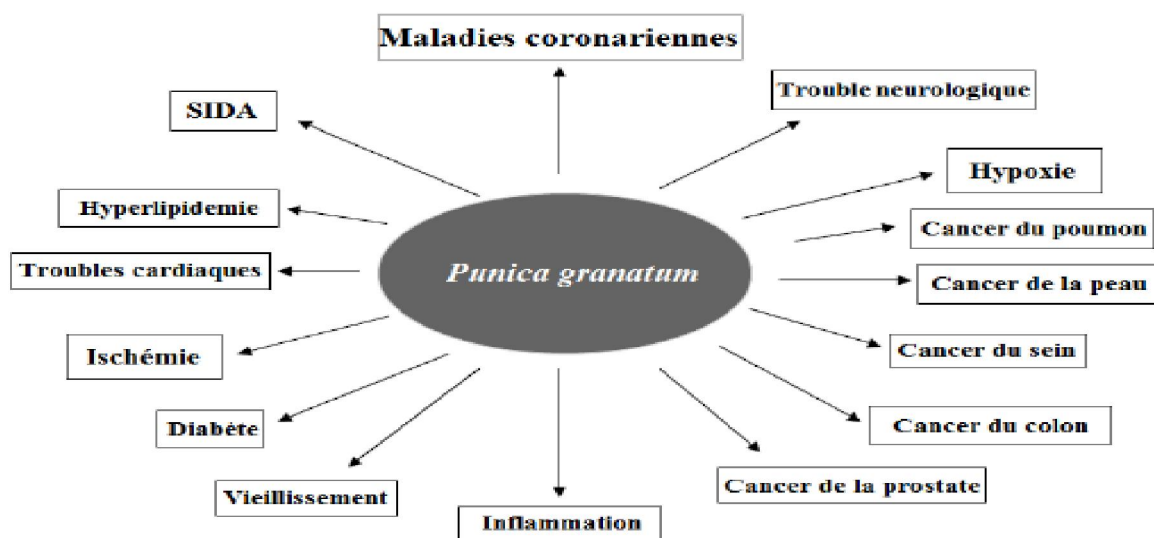 Maladies coronariennes
Trouble neurologique
SIDA
Hypoxie
Hyperlipidemie
Cancer du poumon
Troubles cardiaques
Punica granatum
Cancer de la peau
Ischémie
Cancer du sein
Diabète
Cancer du colon
Vieillissement
Cancer de la prostate
Inflammation